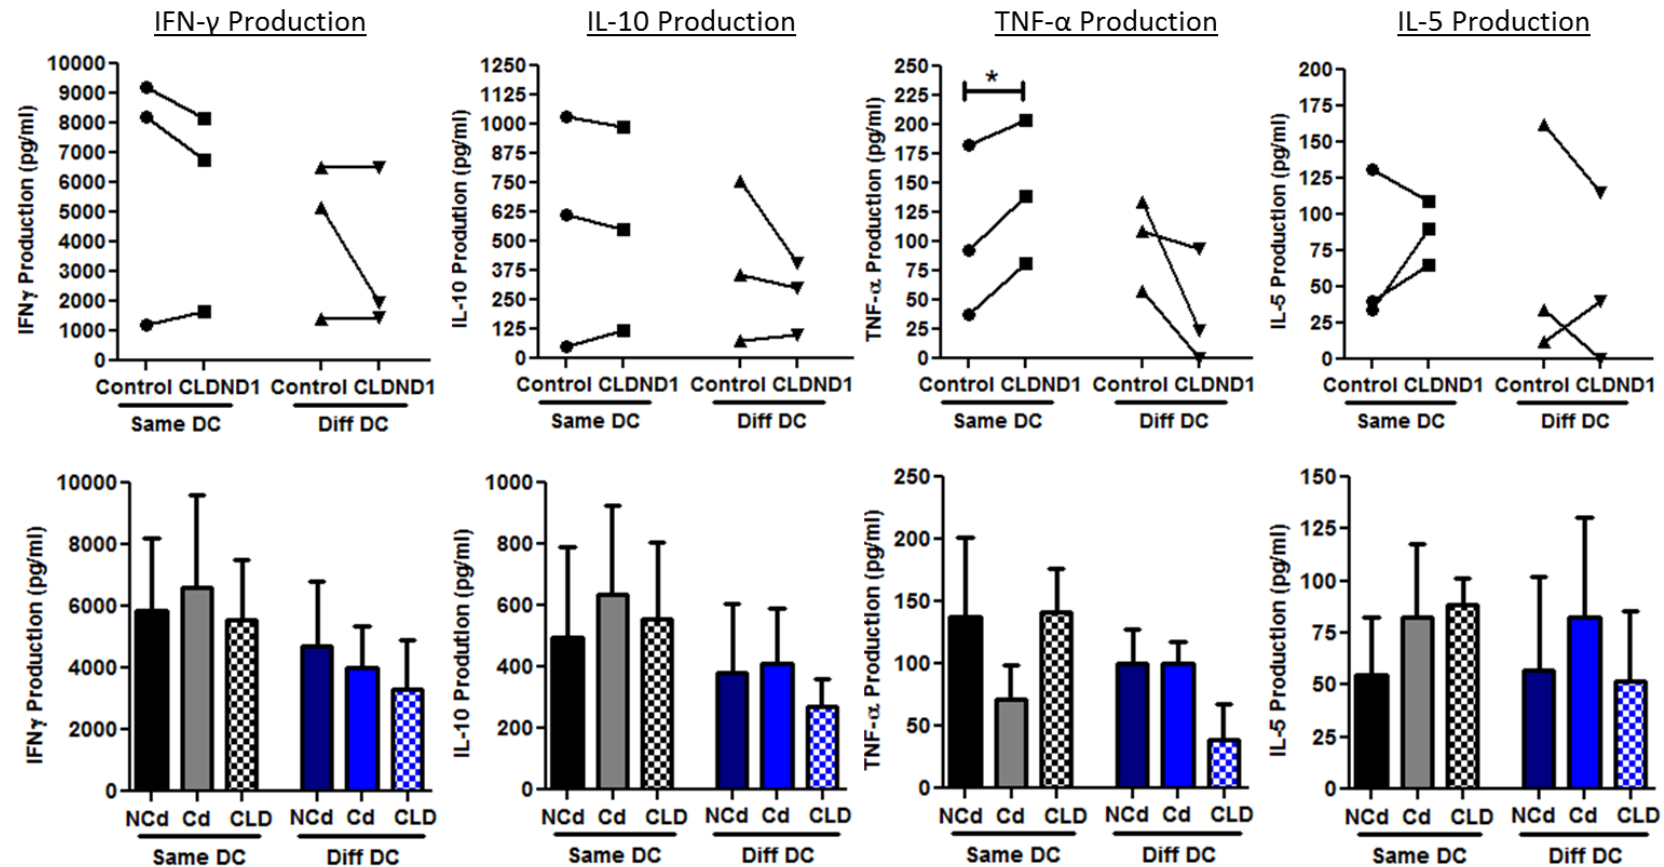 IFN-γ Production
IL-10 Production
TNF-α Production
IL-5 Production
IFNγ Production (pg/ml)
10000
9000
8000
7000
6000
5000
4000
3000
2000
1000
0
Control CLDND1 Control CLDND1
Same DC Diff DC
IL-10 Prodution (pg/ml)
1250
1125
1000
875
750
625
500
375
250
125
0
Control CLDND1 Control CLDND1
Same DC Diff DC
TNF-α Production (pg/ml)
250
225
200
175
150
125
100
75
50
25
0
*
Control CLDND1 Control CLDND1
Same DC Diff DC
IL-5 Production (pg/ml)
200
175
150
125
100
75
50
25
0
Control CLDND1 Control CLDND1
Same DC Diff DC
IFNγ Production (pg/ml)
10000
8000
6000
4000
2000
0
NCd Cd CLD NCd Cd CLD
Same DC Diff DC
IL-10 Prodution (pg/ml)
1000
800
600
400
200
0
NCd Cd CLD NCd Cd CLD
Same DC Diff DC
TNF-α Production (pg/ml)
250
200
150
100
50
0
NCd Cd CLD NCd Cd CLD
Same DC Diff DC
IL-5 Production (pg/ml)
150
125
100
75
50
25
0
NCd Cd CLD NCd Cd CLD
Same DC Diff DC